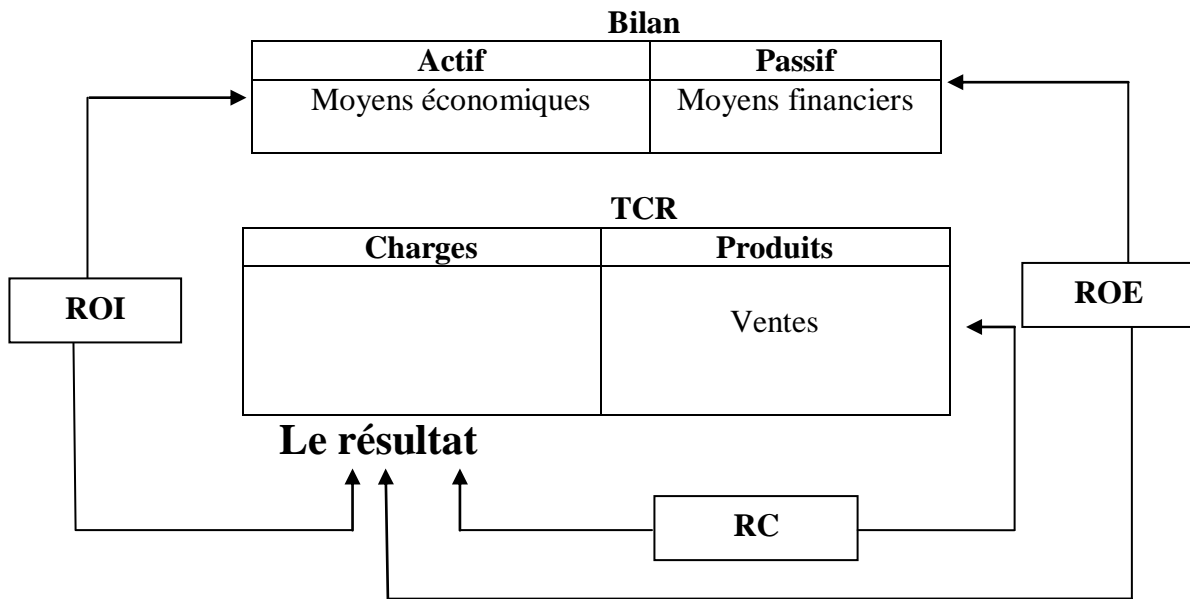 Bilan
Actif Passif
Moyens économiques Moyens financiers
TCR
Charges Produits
ROI
ROE
Ventes
Le résultat
RC